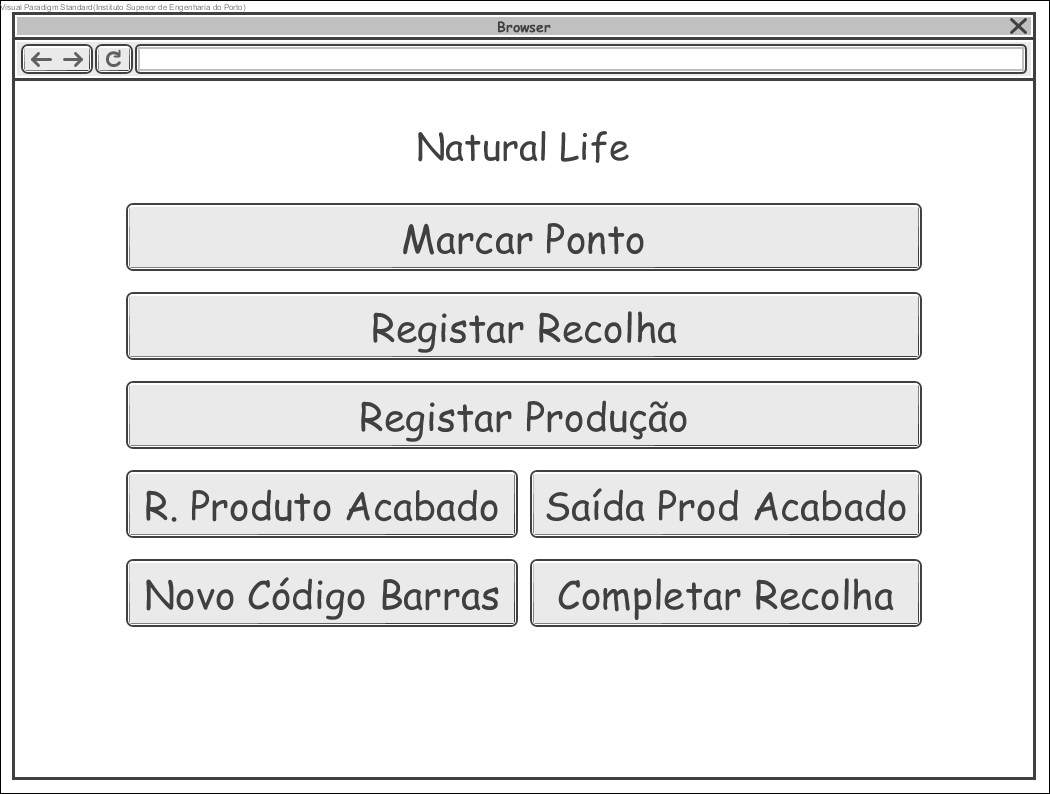 Visual Paradigm Standard(Instituto Superior de Engenharia do Porto)
Browser
Natural Life
Marcar Ponto
Registar Recolha
Registar Produção
R. Produto Acabado
Saída Prod Acabado
Novo Código Barras
Completar Recolha